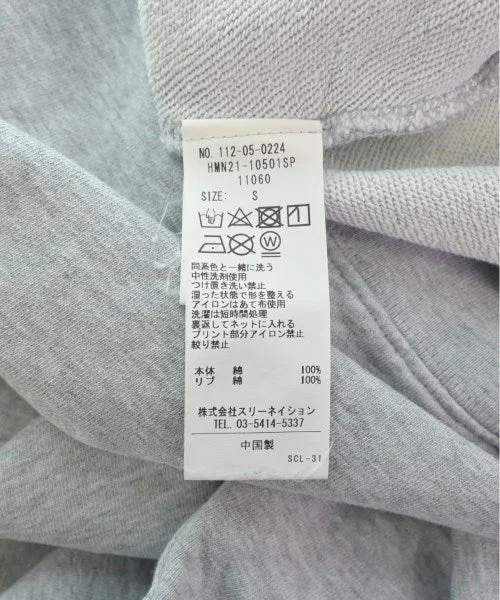 NO. 112-05-0224
HMN21-10501SP
11060
SIZE: S
同系色と一緒に洗う
中性洗剤使用
つけ置き洗い禁止
湿った状態で形を整える
アイロンはあて布使用
洗濯は短時間処理
裏返してネットに入れる
プリント部分アイロン禁止
絞り禁止
本体 綿 100%
リブ 綿 100%
株式会社スリーネイション
TEL. 03-5414-5337
中国製
SCL-31